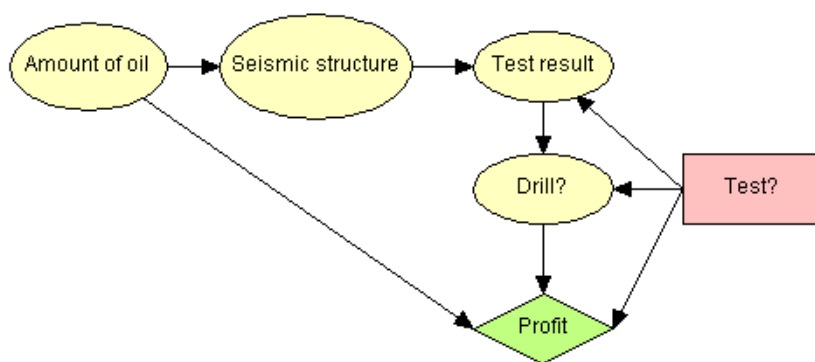 Amount of oil
Seismic structure
Test result
Drill?
Test?
Profit